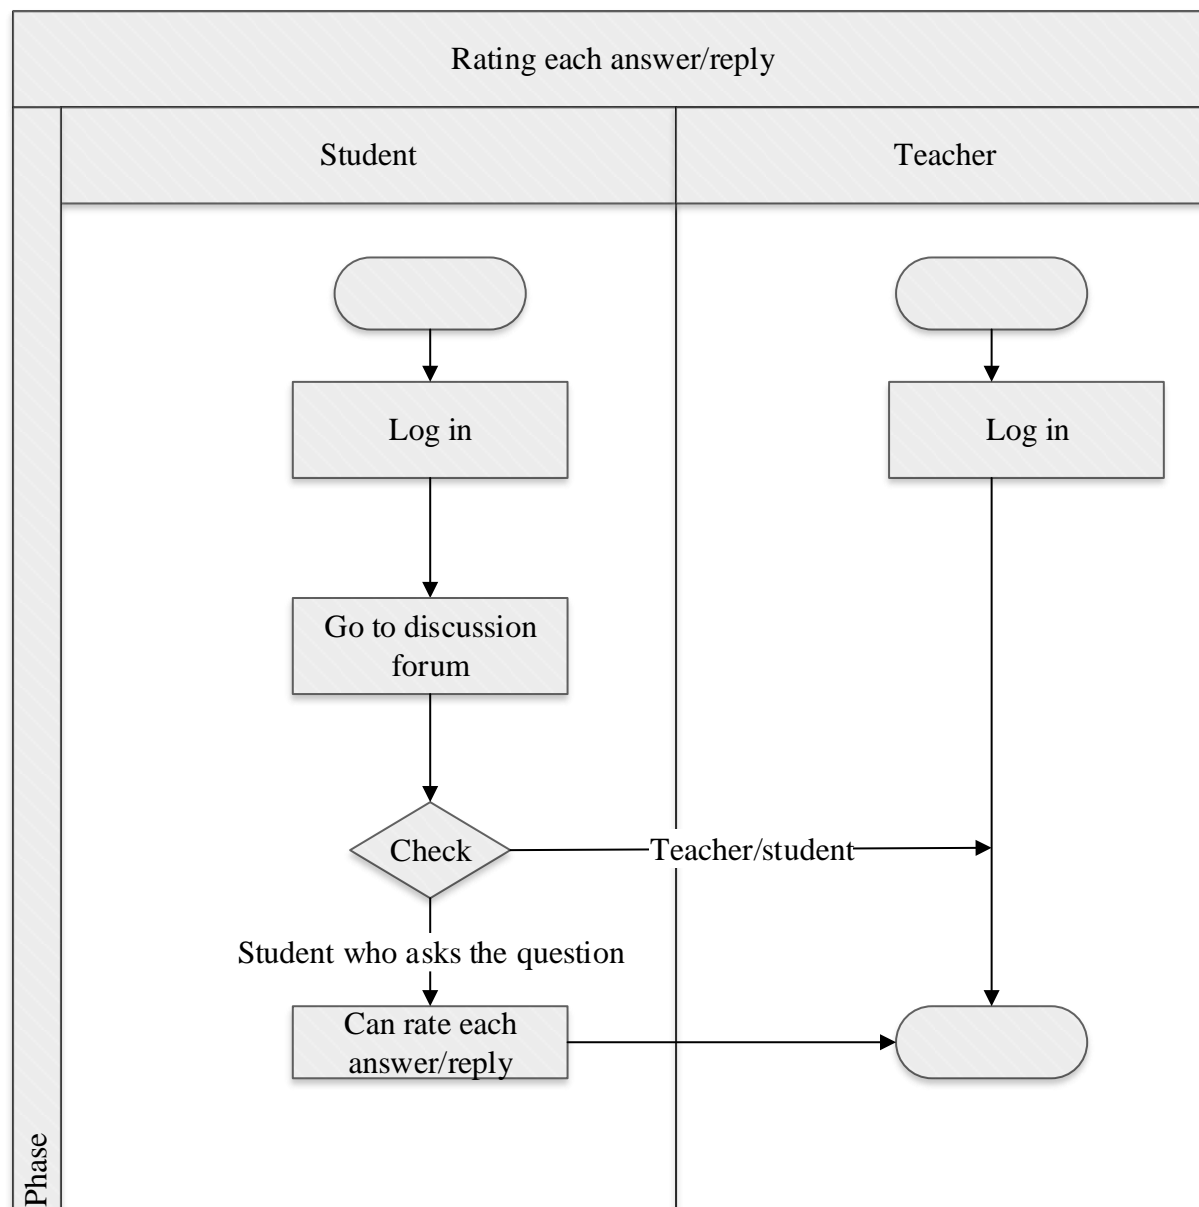 Rating each answer/reply
Student
Teacher
Log in
Log in
Go to discussion
forum
Check
Teacher/student
Student who asks the question
Can rate each
answer/reply
Phase